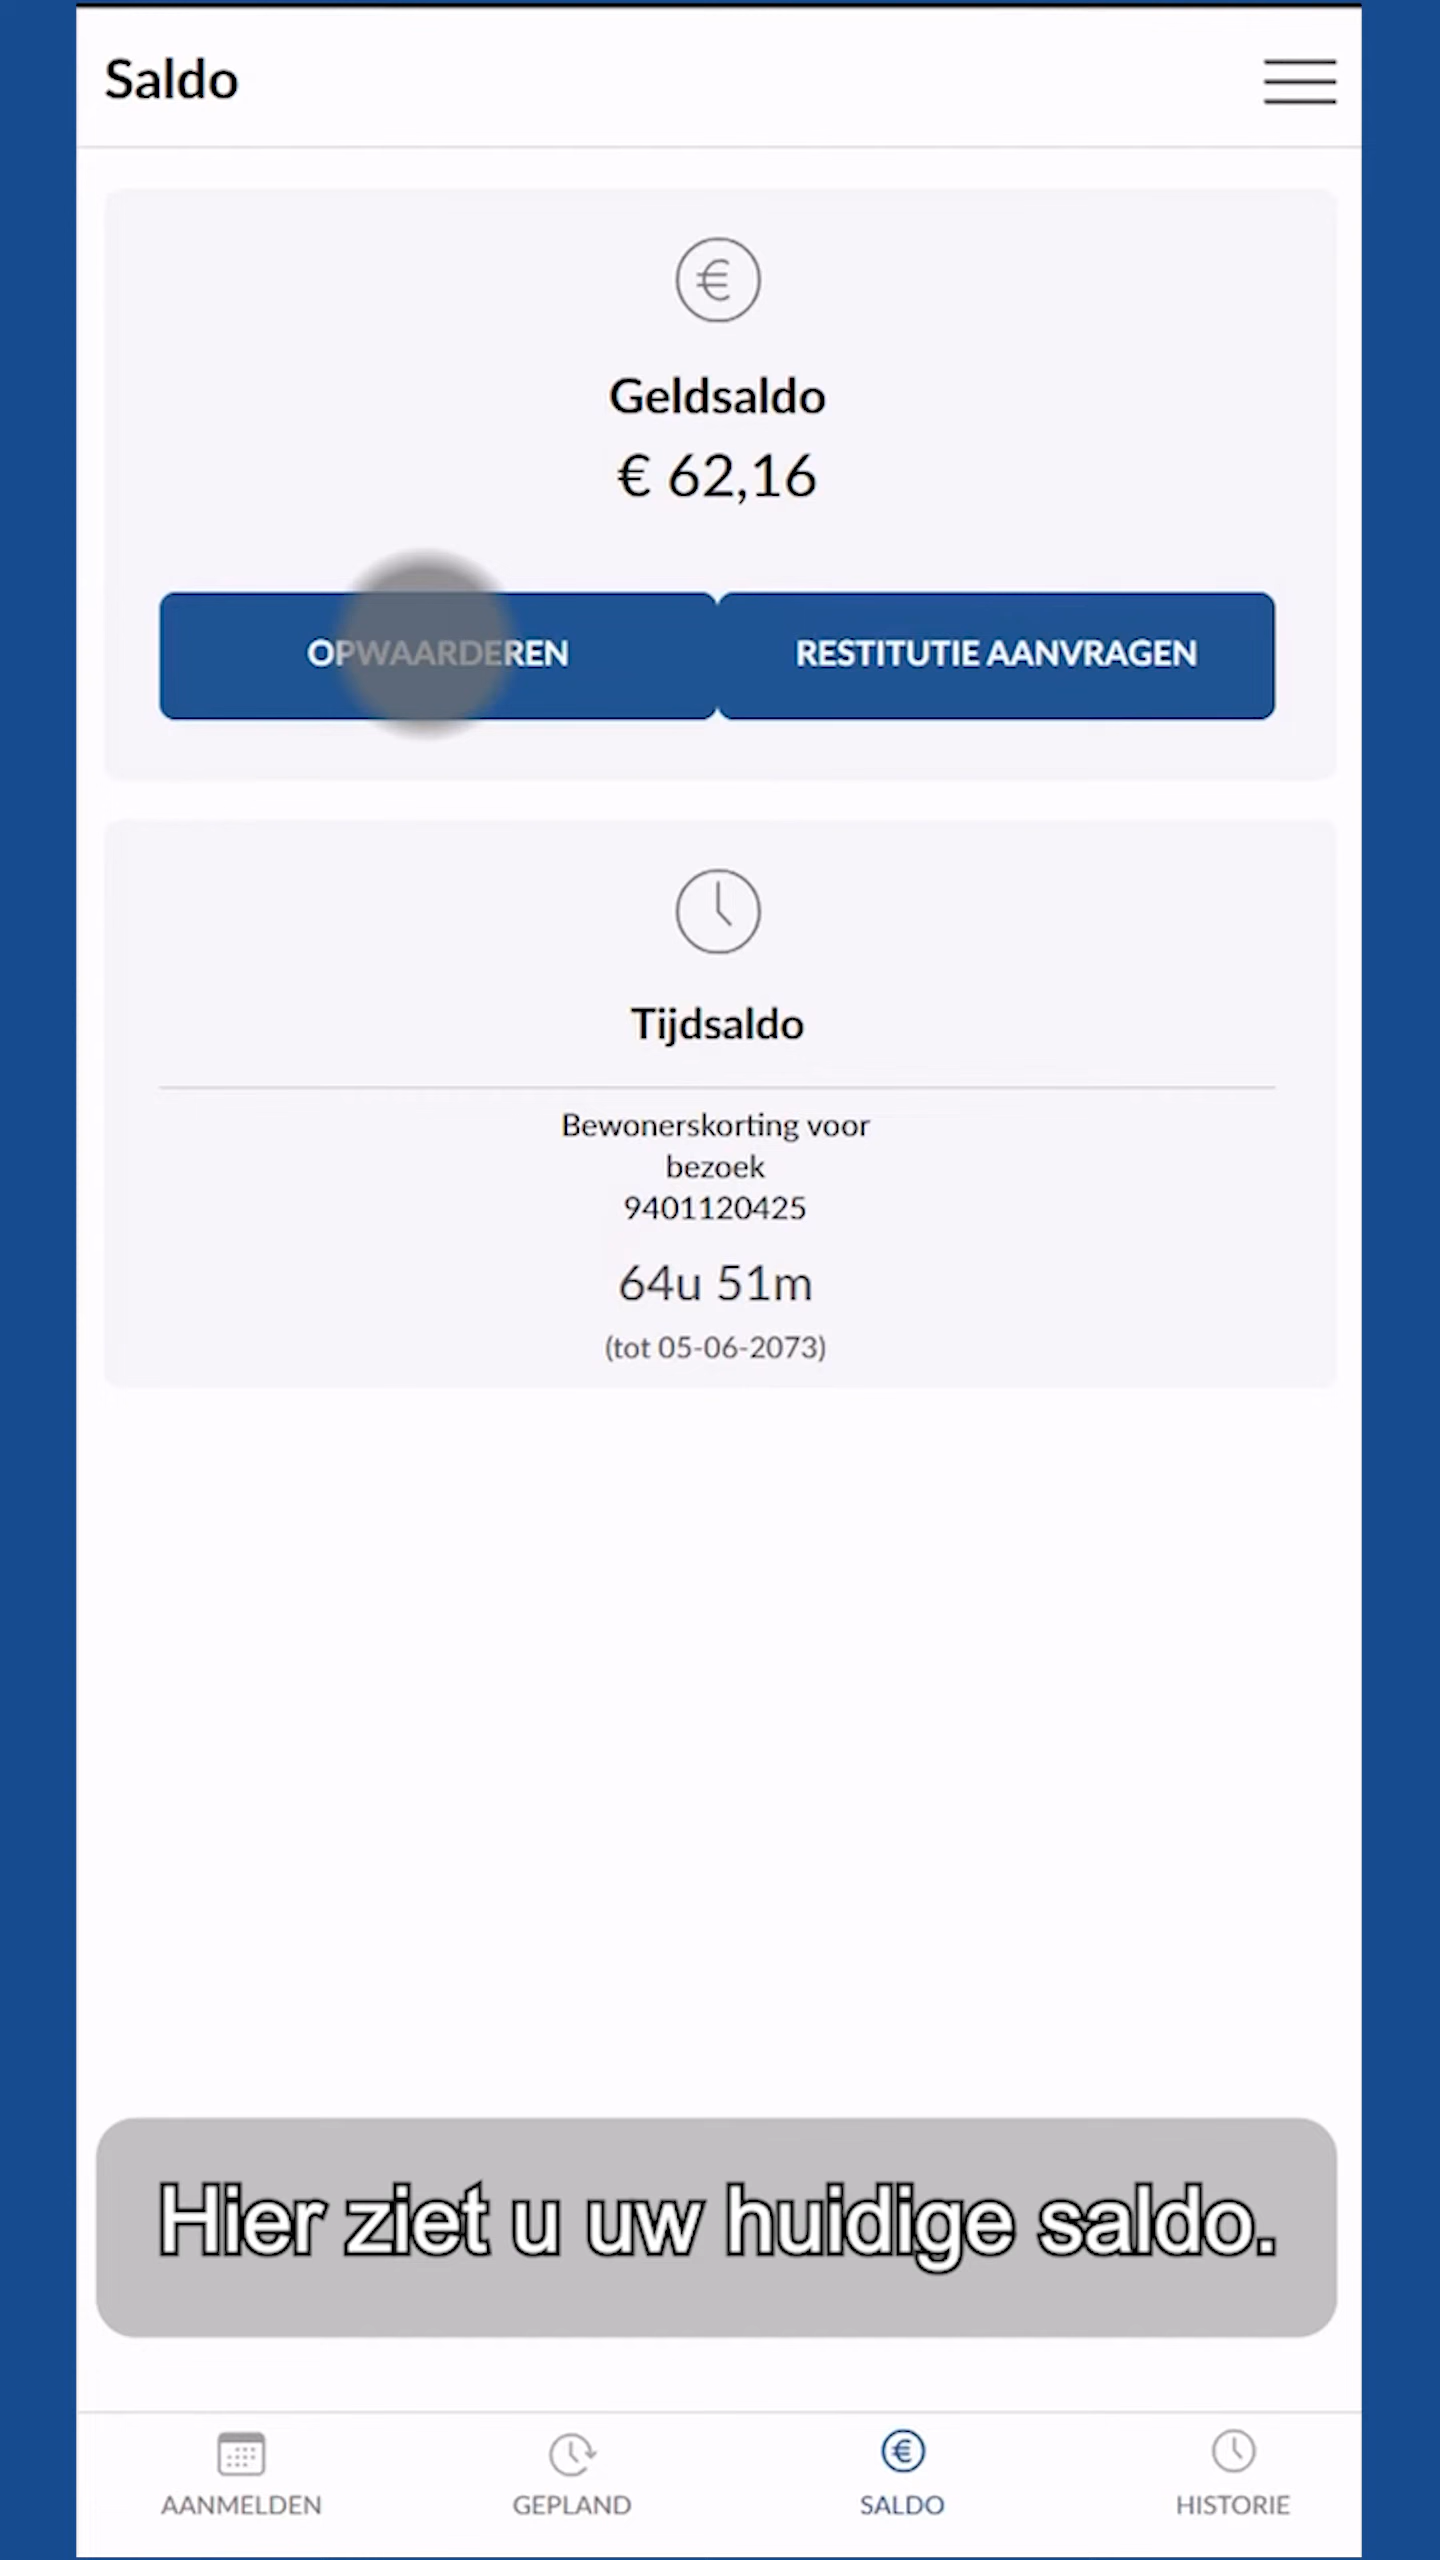 Saldo
Geldsaldo
€ 62,16
OPWAARDEREN
RESTITUTIE AANVRAGEN
Tijdsaldo
Bewonerskorting voor
bezoek
9401120425
64u 51m
(tot 05-06-2073)
Hier ziet u uw huidige saldo.
AANMELDEN
GEPLAND
SALDO
HISTORIE